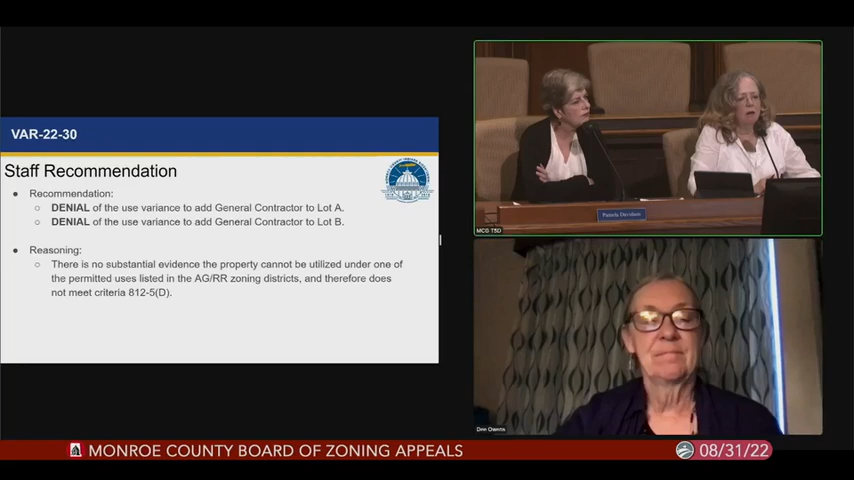 VAR-22-30
Staff Recommendation
● Recommendation:
○ DENIAL of the use variance to add General Contractor to Lot A.
○ DENIAL of the use variance to add General Contractor to Lot B.
● Reasoning:
○ There is no substantial evidence the property cannot be utilized under one of
the permitted uses listed in the AG/RR zoning districts, and therefore does
not meet criteria 812-5(D).
Pamela Davidson
MCG TSD
Dee Owens
MONROE COUNTY BOARD OF ZONING APPEALS
08/31/22